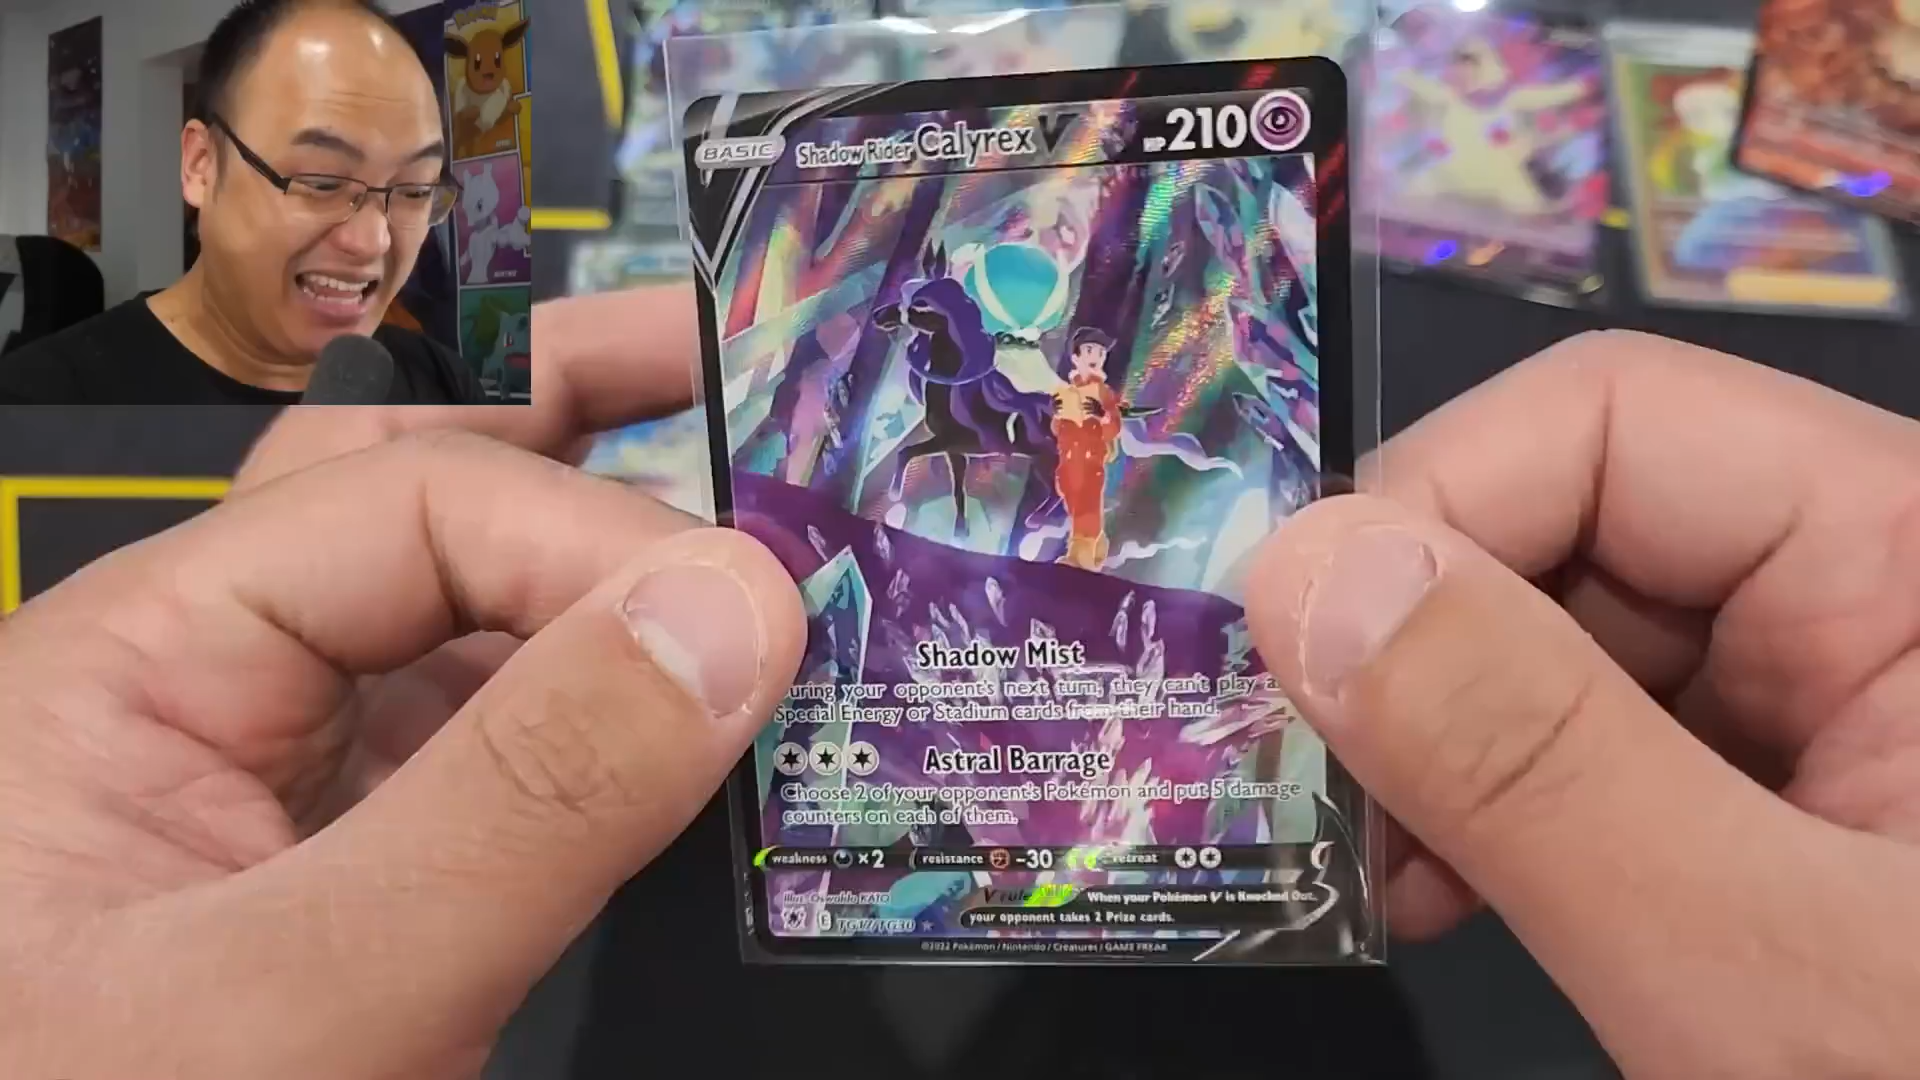 BASIC
Shadow Rider Calyrex V
HP 210
Shadow Mist
uring your opponent's next turn, they can't play a
Special Energy or Stadium cards from their hand.
Astral Barrage
Choose 2 of your opponent's Pokémon and put 5 damage
counters on each of them.
weakness ×2 resistance -30 retreat
Illus. Oswaldo KATO
V rule When your Pokémon V is Knocked Out,
your opponent takes 2 Prize cards.
E TG17/TG30
©2022 Pokémon / Nintendo / Creatures / GAME FREAK